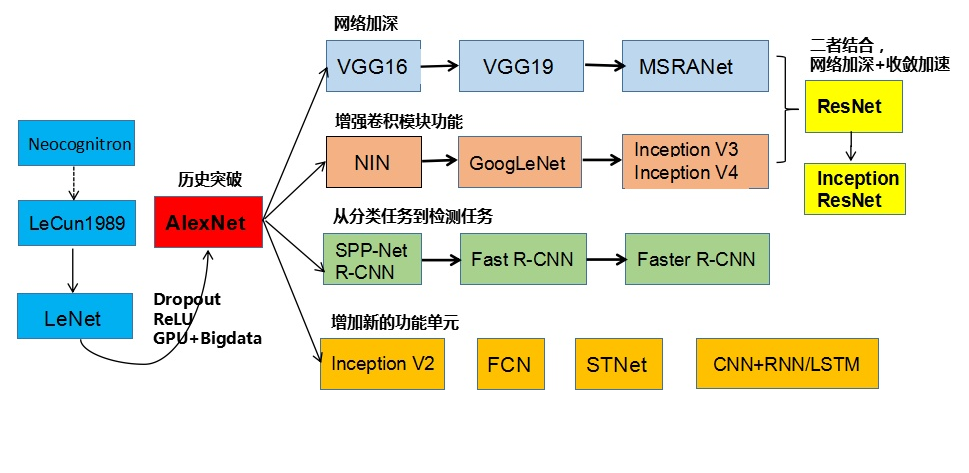 网络加深
VGG16
VGG19
MSRANet
二者结合，
网络加深+收敛加速
ResNet
Inception
ResNet
增强卷积模块功能
NIN
GoogLeNet
Inception V3
Inception V4
Neocognitron
LeCun1989
LeNet
历史突破
AlexNet
Dropout
ReLU
GPU+Bigdata
从分类任务到检测任务
SPP-Net
R-CNN
Fast R-CNN
Faster R-CNN
增加新的功能单元
Inception V2
FCN
STNet
CNN+RNN/LSTM